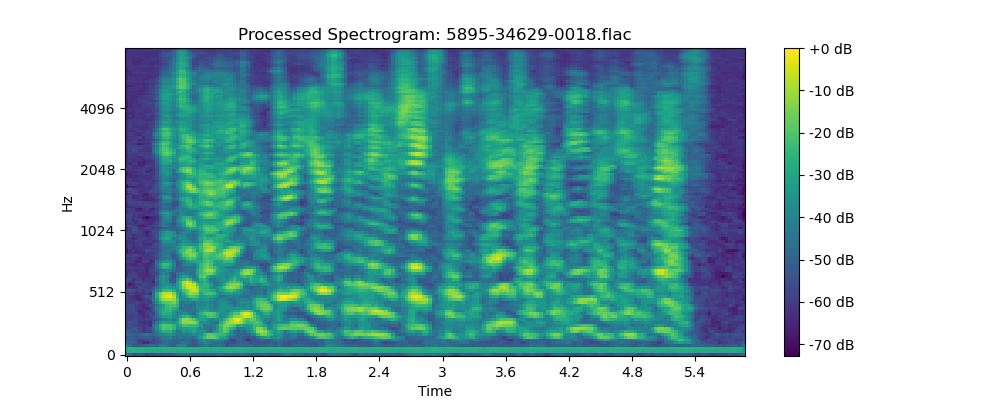 Processed Spectrogram: 5895-34629-0018.flac
Hz
4096
2048
1024
512
0
0 0.6 1.2 1.8 2.4 3 3.6 4.2 4.8 5.4
Time
+0 dB
-10 dB
-20 dB
-30 dB
-40 dB
-50 dB
-60 dB
-70 dB